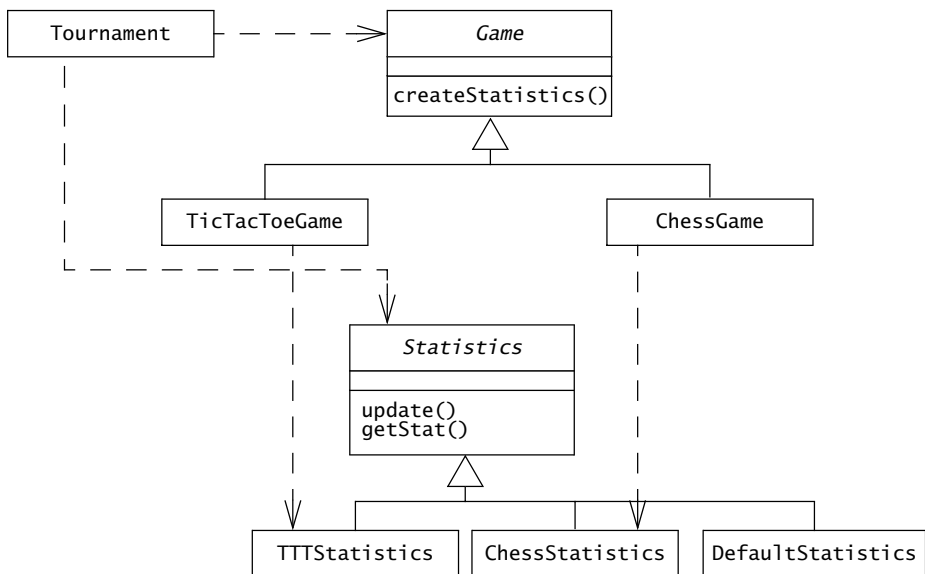 Tournament
Game
createStatistics()
TicTacToeGame
ChessGame
Statistics
update()
getStat()
TTTStatistics
ChessStatistics
DefaultStatistics